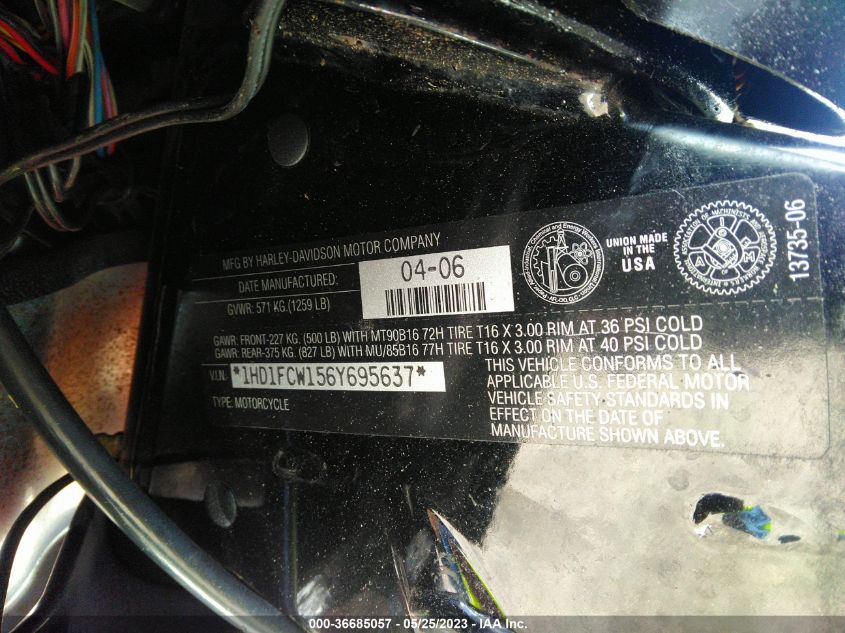 MFG BY HARLEY-DAVIDSON MOTOR COMPANY
DATE MANUFACTURED:
04-06
GVWR: 571 KG.(1259 LB)
UNION MADE
IN THE
USA
13735-06
GAWR: FRONT-227 KG. (500 LB) WITH MT90B16 72H TIRE T16 X 3.00 RIM AT 36 PSI COLD
GAWR: REAR-375 KG. (827 LB) WITH MU/85B16 77H TIRE T16 X 3.00 RIM AT 40 PSI COLD
V.I.N. *1HD1FCW156Y695637*
TYPE: MOTORCYCLE
THIS VEHICLE CONFORMS TO ALL
APPLICABLE U.S. FEDERAL MOTOR
VEHICLE SAFETY STANDARDS IN
EFFECT ON THE DATE OF
MANUFACTURE SHOWN ABOVE.
000-36685057 - 05/25/2023 - IAA Inc.